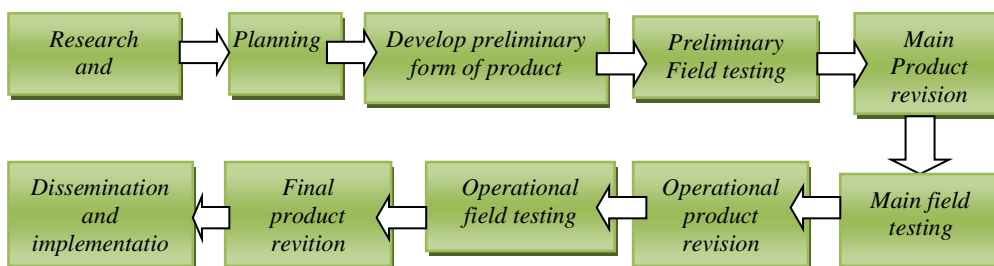 Research
and
Planning
Develop preliminary
form of product
Preliminary
Field testing
Main
Product
revision
Main field
testing
Operational
product
revision
Operational
field testing
Final
product
revition
Dissemination
and
implementatio